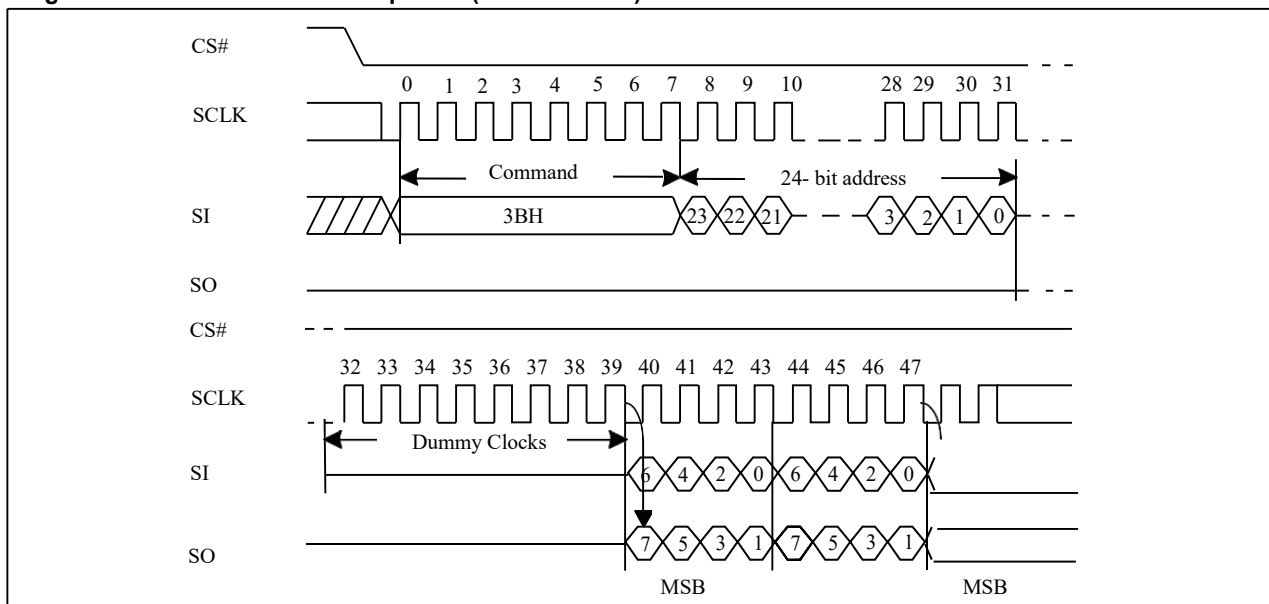 CS#
0 1 2 3 4 5 6 7 8 9 10 28 29 30 31
SCLK
Command 24- bit address
SI 3BH 23 22 21 3 2 1 0
SO
CS#
32 33 34 35 36 37 38 39 40 41 42 43 44 45 46 47
SCLK
Dummy Clocks
SI 6 4 2 0 6 4 2 0
SO 7 5 3 1 7 5 3 1
MSB MSB